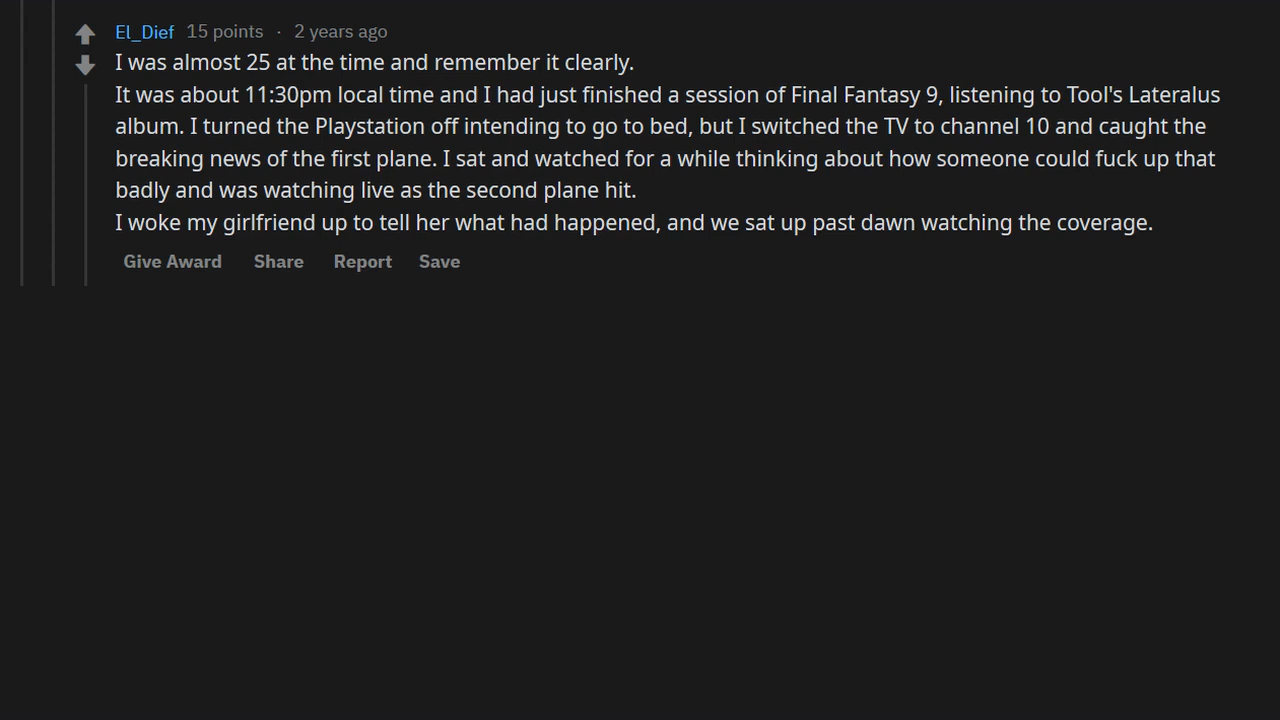 El_Dief 15 points · 2 years ago
I was almost 25 at the time and remember it clearly.
It was about 11:30pm local time and I had just finished a session of Final Fantasy 9, listening to Tool's Lateralus
album. I turned the Playstation off intending to go to bed, but I switched the TV to channel 10 and caught the
breaking news of the first plane. I sat and watched for a while thinking about how someone could fuck up that
badly and was watching live as the second plane hit.
I woke my girlfriend up to tell her what had happened, and we sat up past dawn watching the coverage.
Give Award Share Report Save